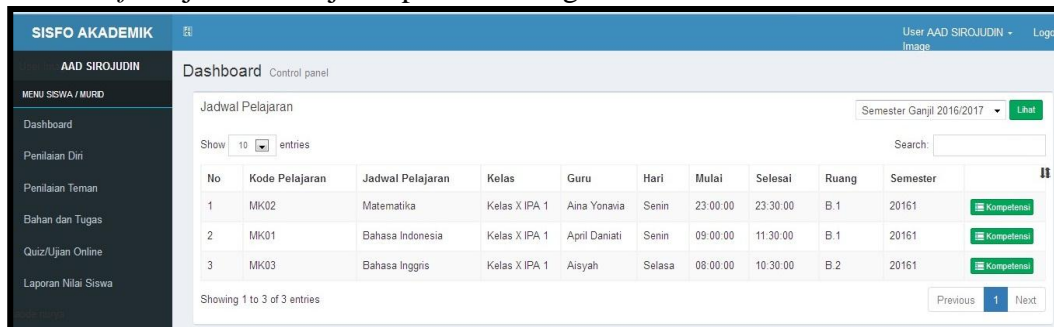 SISFO AKADEMIK
User AAD SIROJUDIN
Logo
Image
AAD SIROJUDIN
Dashboard Control panel
MENU SISWA / MURID
Dashboard
Penilaian Diri
Penilaian Teman
Bahan dan Tugas
Quiz/Ujian Online
Laporan Nilai Siswa
Jadwal Pelajaran
Semester Ganjil 2016/2017 Lihat
Show 10 entries
Search:
No Kode Pelajaran Jadwal Pelajaran Kelas Guru Hari Mulai Selesai Ruang Semester
1 MK02 Matematika Kelas X IPA 1 Aina Yonavia Senin 23:00:00 23:30:00 B.1 20161 Kompetensi
2 MK01 Bahasa Indonesia Kelas X IPA 1 April Daniati Senin 09:00:00 11:30:00 B.1 20161 Kompetensi
3 MK03 Bahasa Inggris Kelas X IPA 1 Aisyah Selasa 08:00:00 10:30:00 B.2 20161 Kompetensi
Showing 1 to 3 of 3 entries
Previous 1 Next